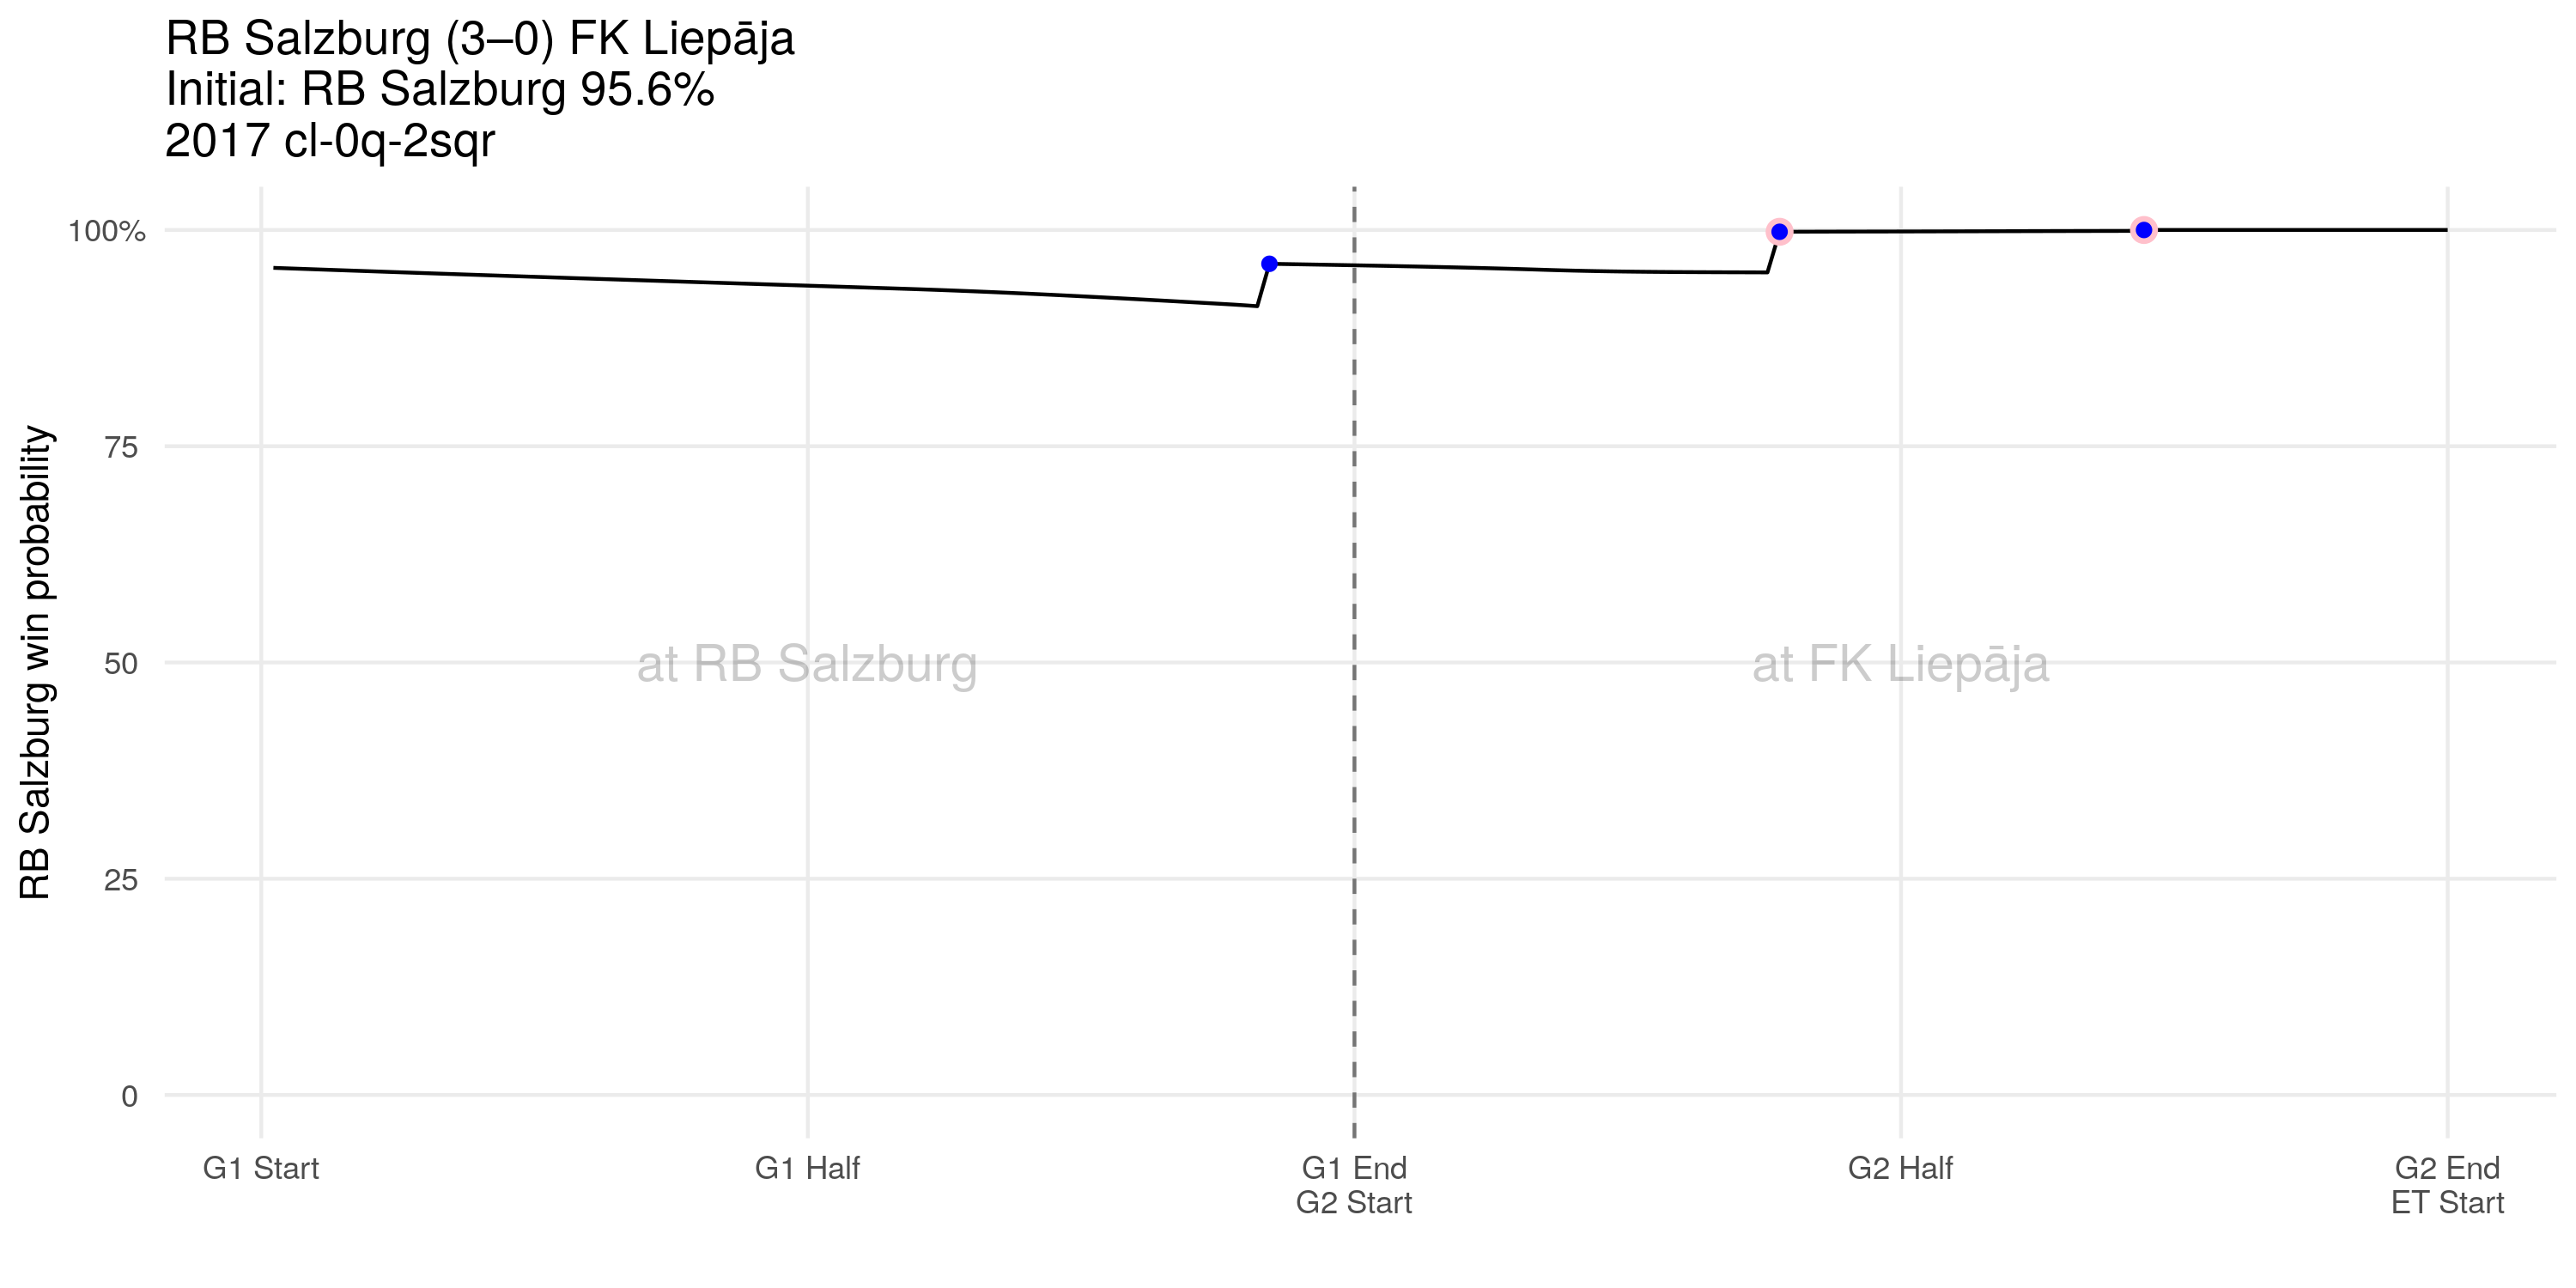 RB Salzburg (3–0) FK Liepāja
Initial: RB Salzburg 95.6%
2017 cl-0q-2sqr
RB Salzburg win probability
100%
75
50
25
0
at RB Salzburg
at FK Liepāja
G1 Start
G1 Half
G1 End
G2 Start
G2 Half
G2 End
ET Start